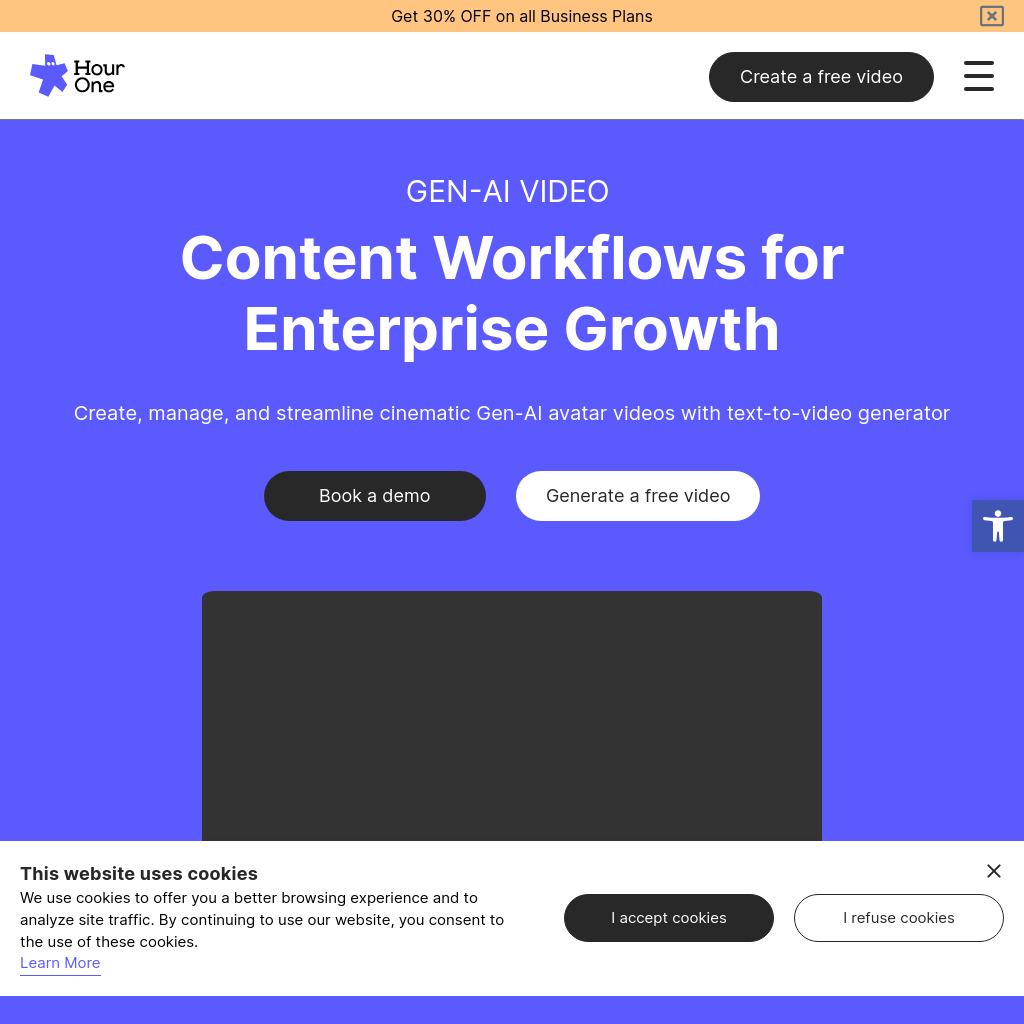 Get 30% OFF on all Business Plans
Hour
One
Create a free video
GEN-AI VIDEO
Content Workflows for
Enterprise Growth
Create, manage, and streamline cinematic Gen-AI avatar videos with text-to-video generator
Book a demo
Generate a free video
This website uses cookies
We use cookies to offer you a better browsing experience and to
analyze site traffic. By continuing to use our website, you consent to
the use of these cookies.
Learn More
I accept cookies
I refuse cookies